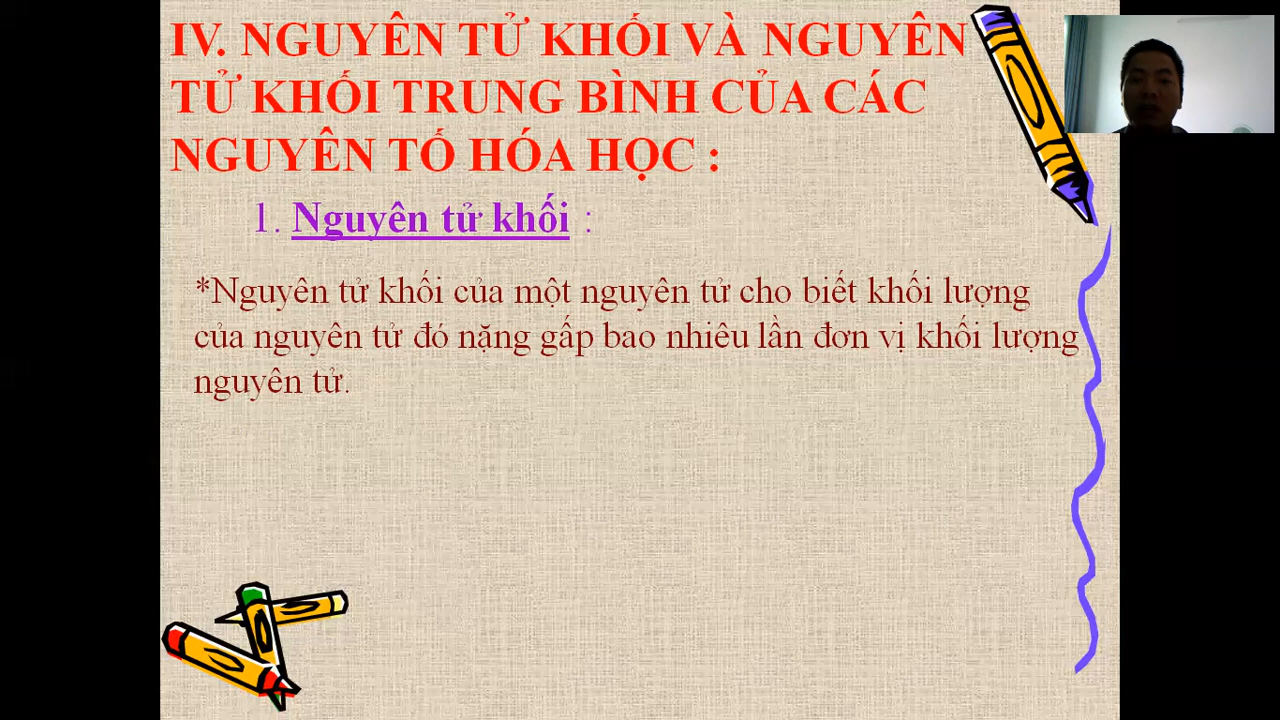 IV. NGUYÊN TỬ KHỐI VÀ NGUYÊN
TỬ KHỐI TRUNG BÌNH CỦA CÁC
NGUYÊN TỐ HÓA HỌC :
1. Nguyên tử khối :
*Nguyên tử khối của một nguyên tử cho biết khối lượng
của nguyên tử đó nặng gấp bao nhiêu lần đơn vị khối lượng
nguyên tử.